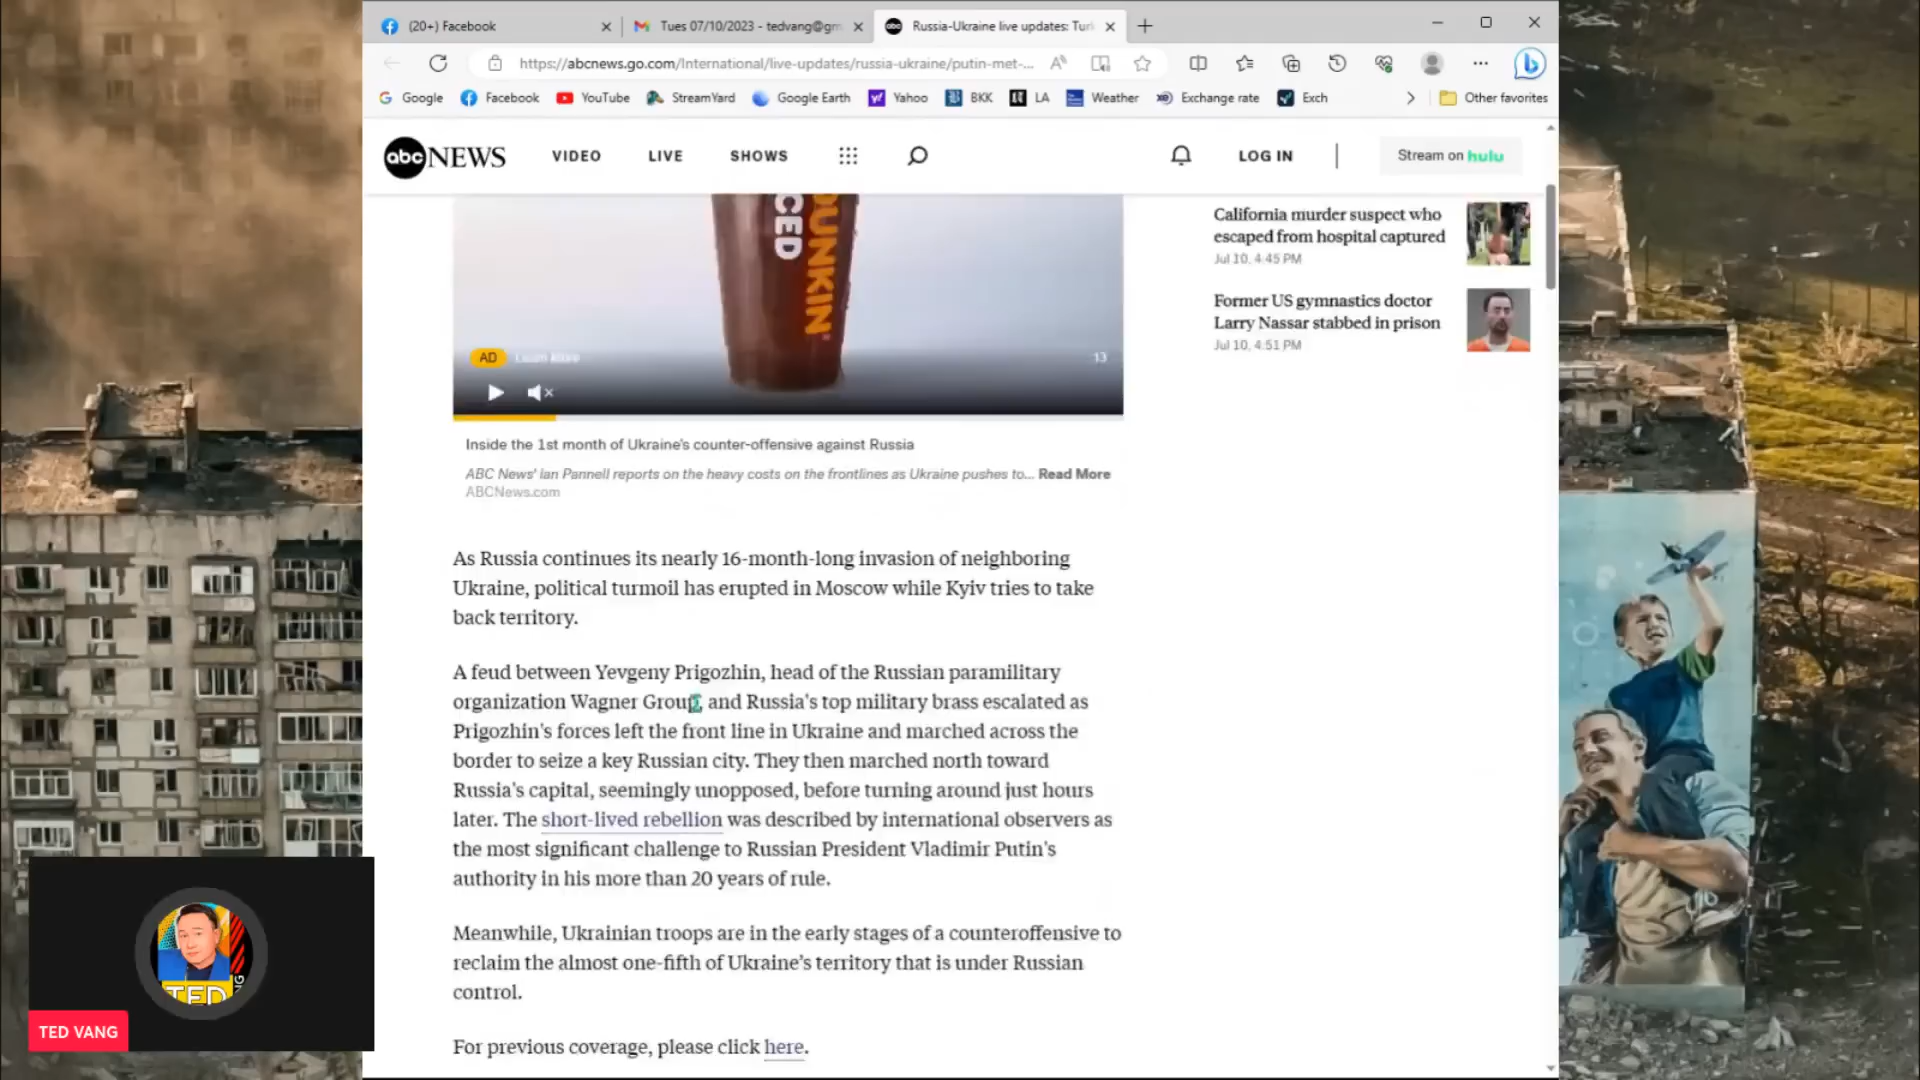 (20+) Facebook
Tues 07/10/2023 - tedvang@gm
Russia-Ukraine live updates: Turk
https://abcnews.go.com/International/live-updates/russia-ukraine/putin-met-...
Google
Facebook
YouTube
StreamYard
Google Earth
Yahoo
BKK
LA
Weather
Exchange rate
Exch
Other favorites
abc NEWS
VIDEO
LIVE
SHOWS
LOG IN
Stream on hulu
ICED
DUNKIN'
AD
Learn More
13
California murder suspect who
escaped from hospital captured
Jul 10, 4:45 PM
Former US gymnastics doctor
Larry Nassar stabbed in prison
Jul 10, 4:51 PM
Inside the 1st month of Ukraine's counter-offensive against Russia
ABC News' Ian Pannell reports on the heavy costs on the frontlines as Ukraine pushes to... Read More
ABCNews.com
As Russia continues its nearly 16-month-long invasion of neighboring
Ukraine, political turmoil has erupted in Moscow while Kyiv tries to take
back territory.
A feud between Yevgeny Prigozhin, head of the Russian paramilitary
organization Wagner Group, and Russia's top military brass escalated as
Prigozhin's forces left the front line in Ukraine and marched across the
border to seize a key Russian city. They then marched north toward
Russia's capital, seemingly unopposed, before turning around just hours
later. The short-lived rebellion was described by international observers as
the most significant challenge to Russian President Vladimir Putin's
authority in his more than 20 years of rule.
Meanwhile, Ukrainian troops are in the early stages of a counteroffensive to
reclaim the almost one-fifth of Ukraine's territory that is under Russian
control.
For previous coverage, please click here.
TED
TED VANG